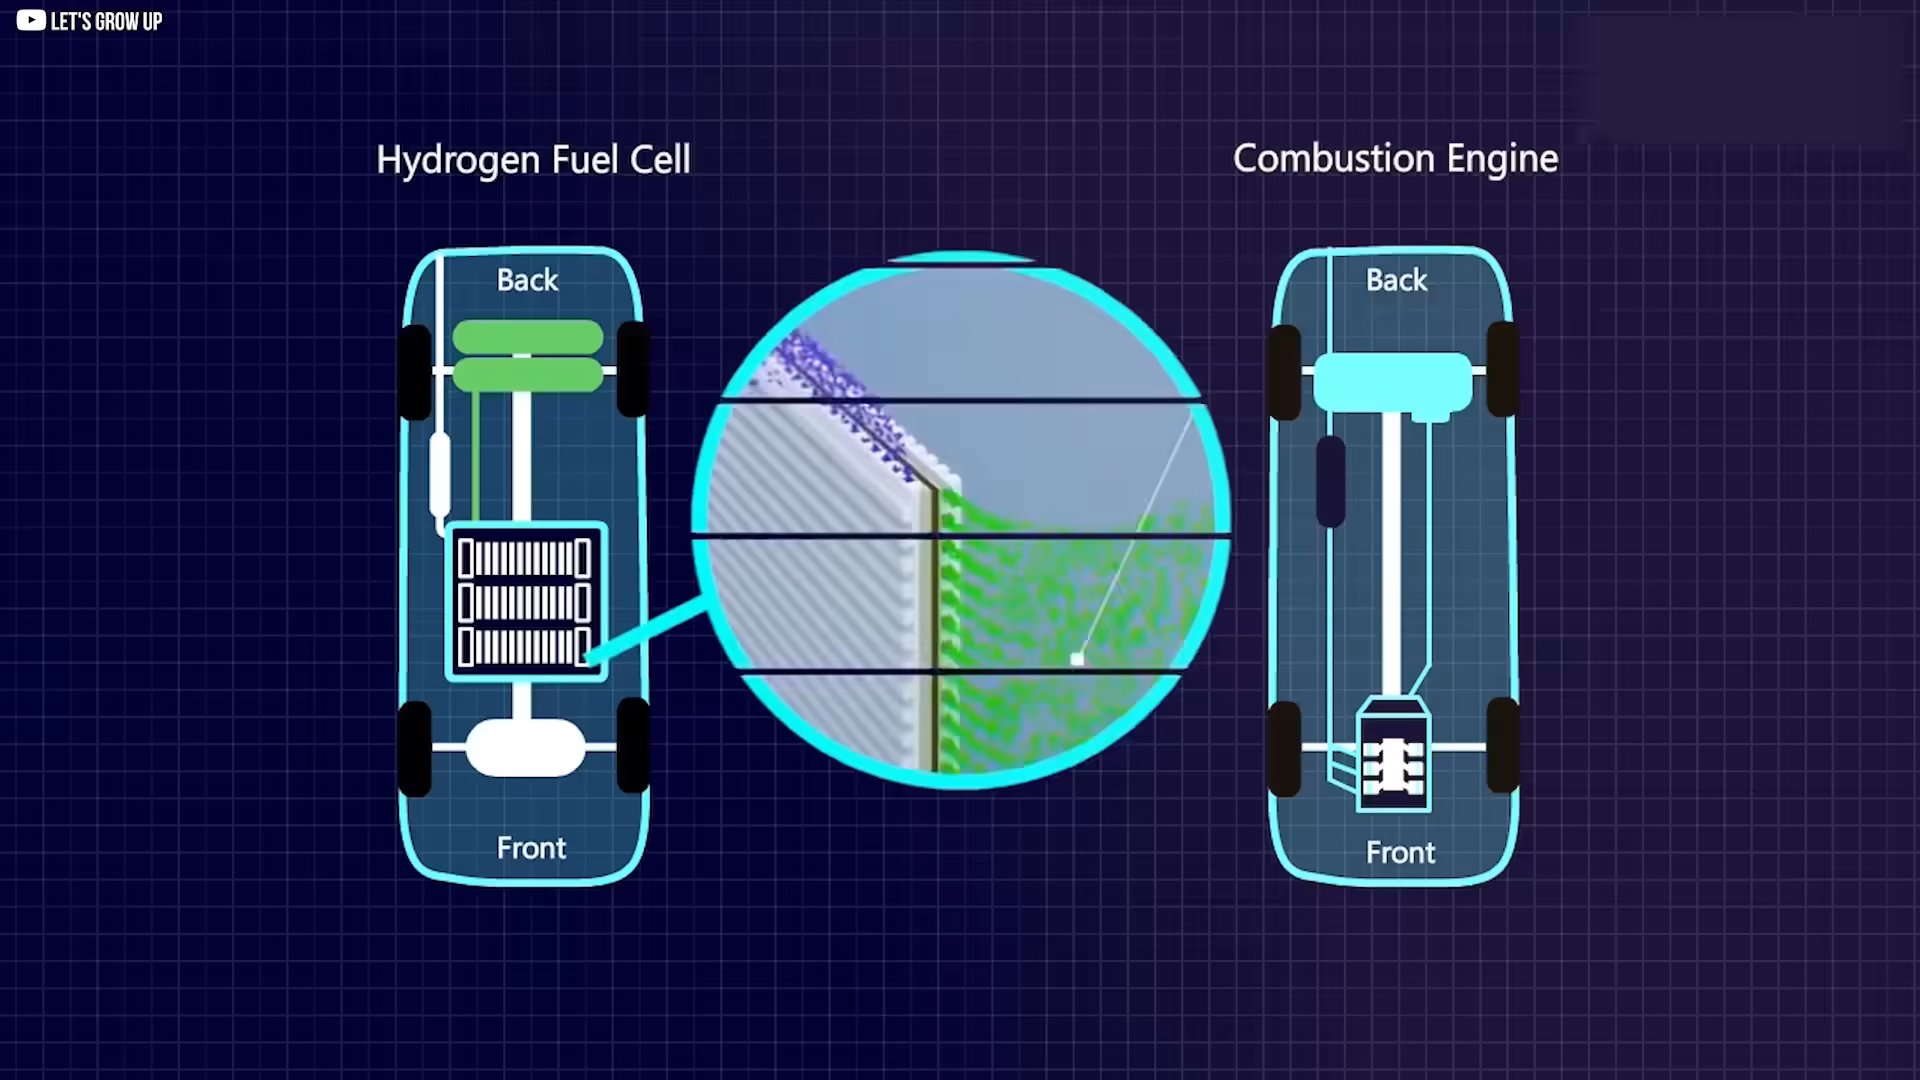 LET'S GROW UP
Hydrogen Fuel Cell
Combustion Engine
Back
Back
Front
Front